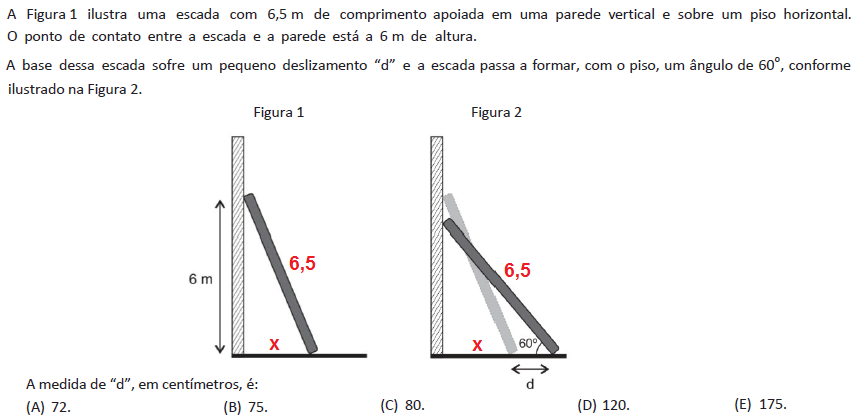 A Figura 1 ilustra uma escada com 6,5 m de comprimento apoiada em uma parede vertical e sobre um piso horizontal.
O ponto de contato entre a escada e a parede está a 6 m de altura.
A base dessa escada sofre um pequeno deslizamento “d” e a escada passa a formar, com o piso, um ângulo de 60º, conforme
ilustrado na Figura 2.
Figura 1
Figura 2
6 m
6,5
x
6,5
x
60º
d
A medida de “d”, em centímetros, é:
(A) 72. (B) 75. (C) 80. (D) 120. (E) 175.